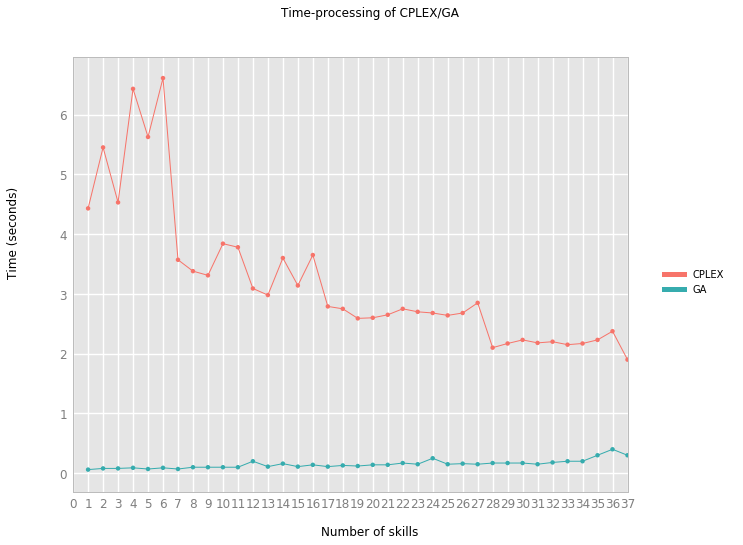 Time-processing of CPLEX/GA
Time (seconds)
6
5
4
3
2
1
0
0 1 2 3 4 5 6 7 8 9 10 11 12 13 14 15 16 17 18 19 20 21 22 23 24 25 26 27 28 29 30 31 32 33 34 35 36 37
Number of skills
CPLEX
GA